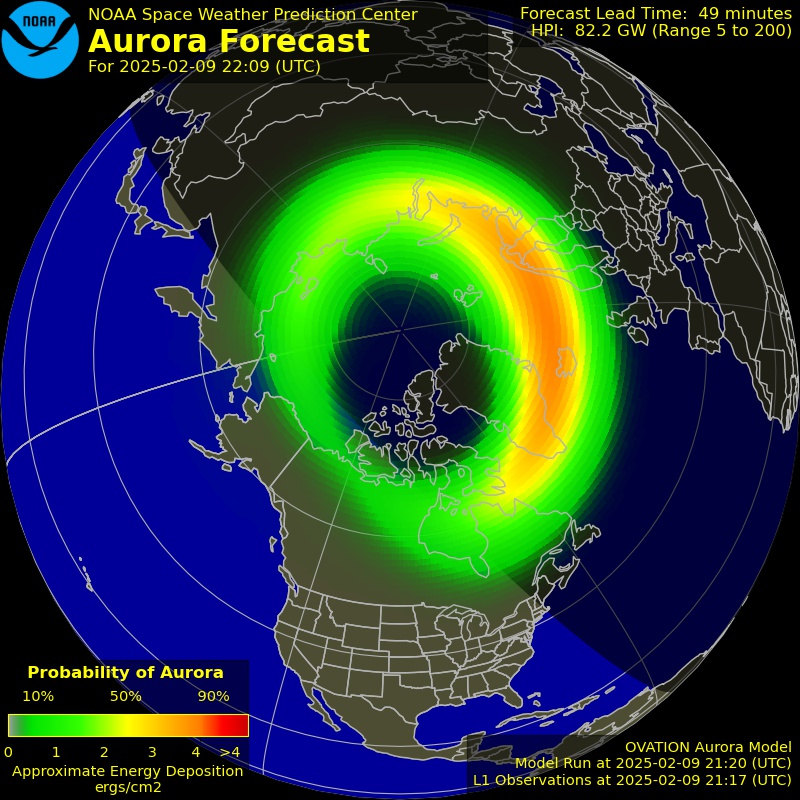 NOAA
NOAA Space Weather Prediction Center
Aurora Forecast
For 2025-02-09 22:09 (UTC)
Forecast Lead Time: 49 minutes
HPI: 82.2 GW (Range 5 to 200)
Probability of Aurora
10% 50% 90%
0 1 2 3 4 >4
Approximate Energy Deposition
ergs/cm2
OVATION Aurora Model
Model Run at 2025-02-09 21:20 (UTC)
L1 Observations at 2025-02-09 21:17 (UTC)